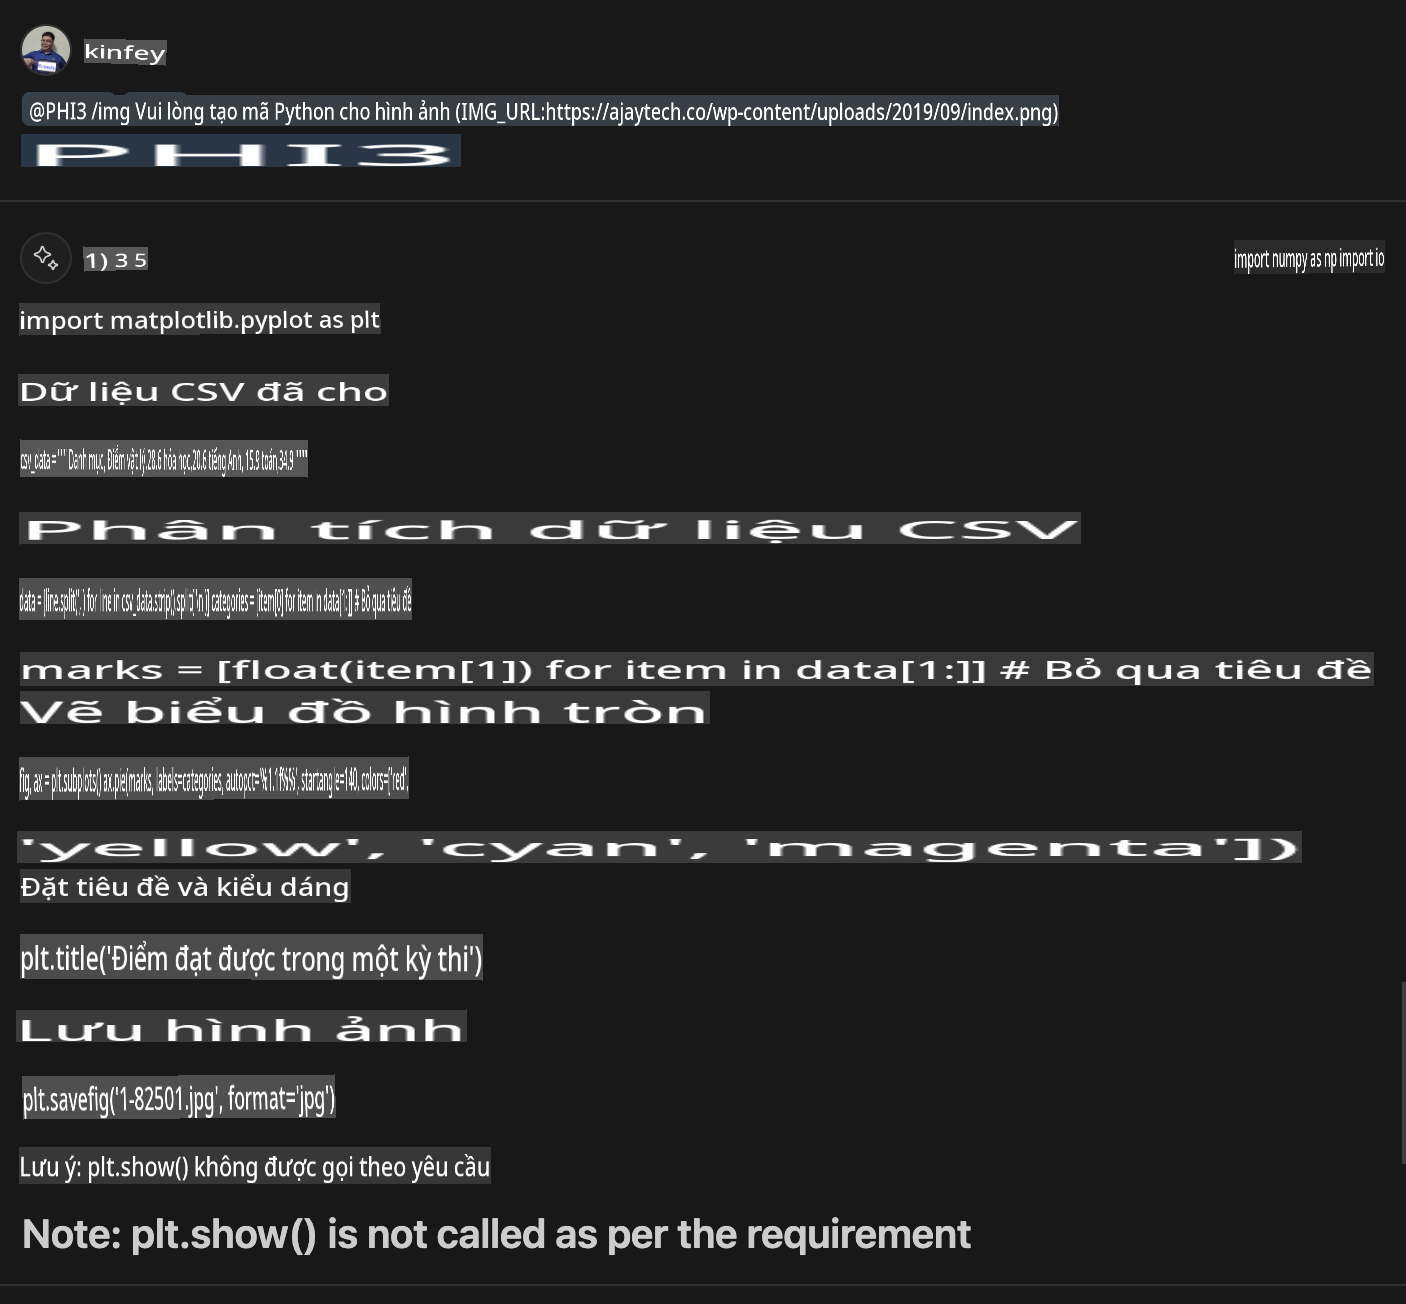 kinfey
@PHI3 /img Vui lòng tạo mã Python cho hình ảnh (IMG_URL:https://ajaytech.co/wp-content/uploads/2019/09/index.png)
PHI3
1) 3 5
import numpy as np import io
import matplotlib.pyplot as plt
Dữ liệu CSV đã cho
csv_data = """ Danh mục, Điểm vật lý,28.6 hóa học,20.6 tiếng Anh, 15.9 toán,34.9 """
Phân tích dữ liệu CSV
data = [line.split(',') for line in csv_data.strip().split('\n')] categories = [item[0] for item in data[1:]] # Bỏ qua tiêu đề
marks = [float(item[1]) for item in data[1:]] # Bỏ qua tiêu đề
Vẽ biểu đồ hình tròn
fig, ax = plt.subplots() ax.pie(marks, labels=categories, autopct='%1.1f%%', startangle=140, colors=['red',
'yellow', 'cyan', 'magenta'])
Đặt tiêu đề và kiểu dáng
plt.title('Điểm đạt được trong một kỳ thi')
Lưu hình ảnh
plt.savefig('1-82501.jpg', format='jpg')
Lưu ý: plt.show() không được gọi theo yêu cầu
Note: plt.show() is not called as per the requirement